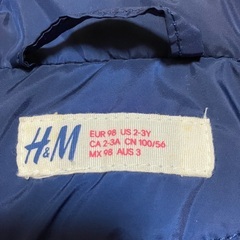 H&M
EUR 98 US 2-3Y
CA 2-3A CN 100/56
MX 98 AUS 3